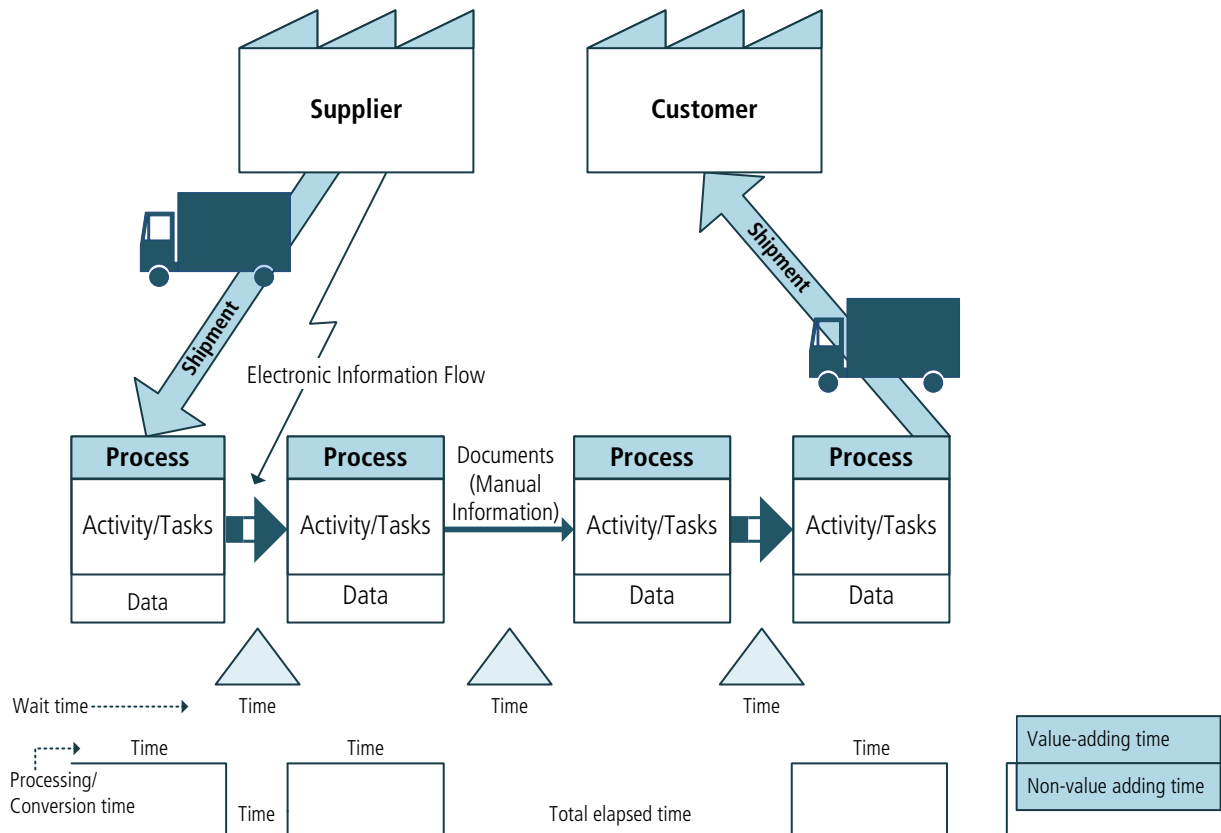 Supplier
Customer
Shipment
Shipment
Electronic Information Flow
Process
Process
Documents
(Manual
Information)
Process
Process
Activity/Tasks
Activity/Tasks
Activity/Tasks
Activity/Tasks
Data
Data
Data
Data
Wait time
Time
Time
Time
Time
Time
Time
Value-adding time
Processing/
Conversion time
Time
Total elapsed time
Non-value adding time